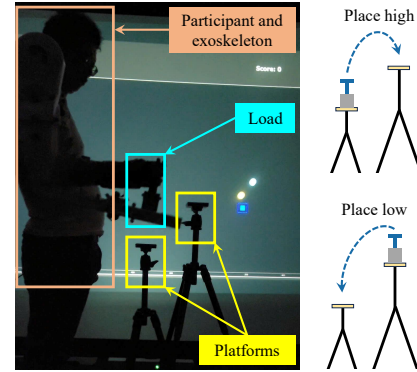 Participant and
exoskeleton
Score: 0
Load
Platforms
Place high
Place low